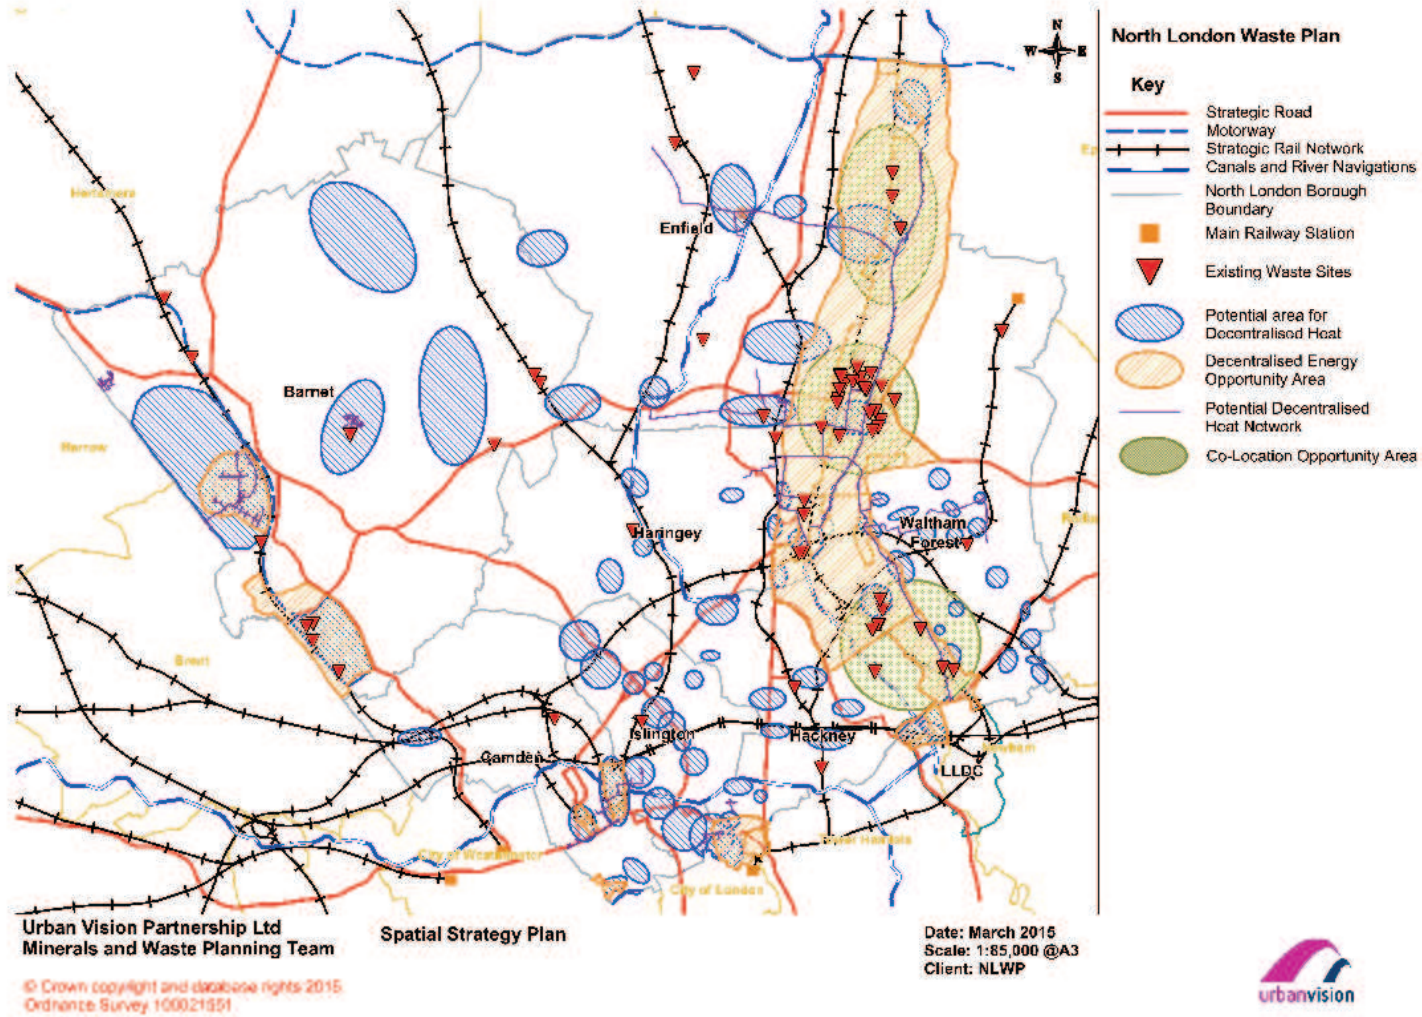 North London Waste Plan
N
W E
S
Key
Strategic Road
Motorway
Strategic Rail Network
Canals and River Navigations
North London Borough
Boundary
Main Railway Station
Existing Waste Sites
Potential area for
Decentralised Heat
Decentralised Energy
Opportunity Area
Potential Decentralised
Heat Network
Co-Location Opportunity Area
Enfield
Barnet
Harrow
Haringey
Waltham
Forest
Brent
Islington
Hackney
Camden
Newham
LLDC
Tower Hamlets
City of Westminster
City of London
Urban Vision Partnership Ltd
Minerals and Waste Planning Team
Spatial Strategy Plan
Date: March 2015
Scale: 1:85,000 @A3
Client: NLWP
© Crown copyright and database rights 2015
Ordnance Survey 100021551
urbanvision